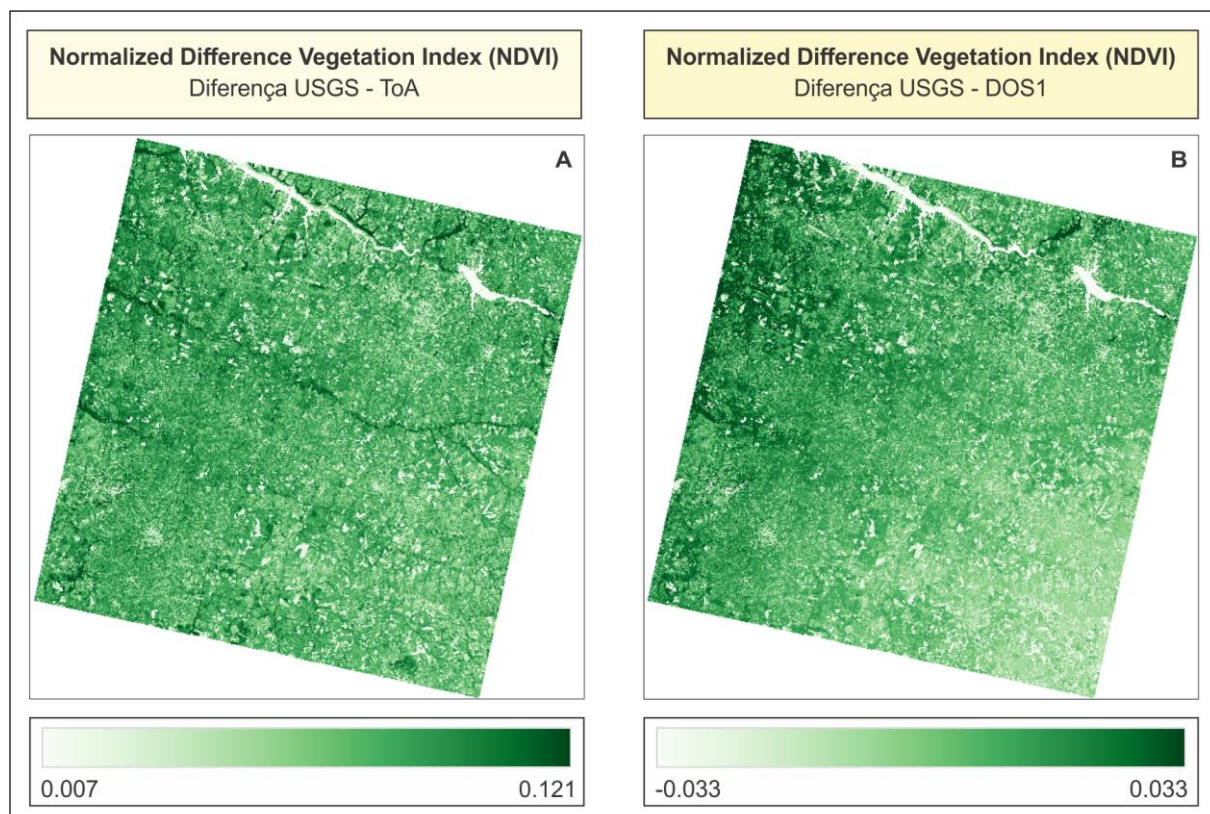 Normalized Difference Vegetation Index (NDVI)
Diferença USGS - ToA
Normalized Difference Vegetation Index (NDVI)
Diferença USGS - DOS1
A
B
0.007
0.121
-0.033
0.033